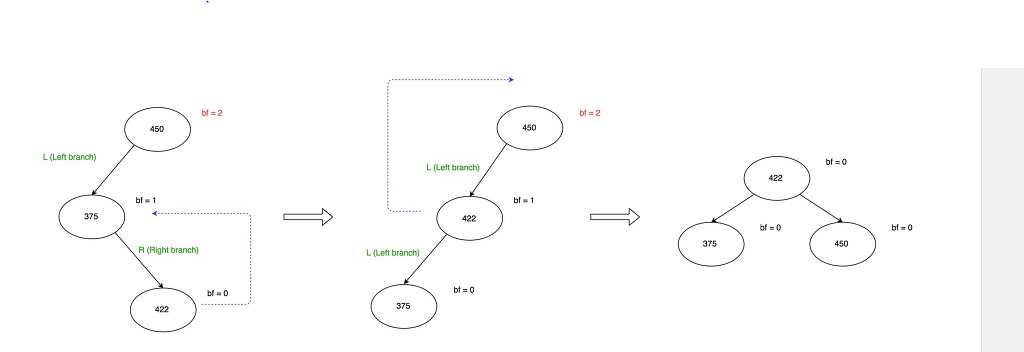 450
bf = 2
L (Left branch)
375
bf = 1
R (Right branch)
422
bf = 0
450
bf = 2
L (Left branch)
422
bf = 1
L (Left branch)
375
bf = 0
422
bf = 0
375
bf = 0
450
bf = 0